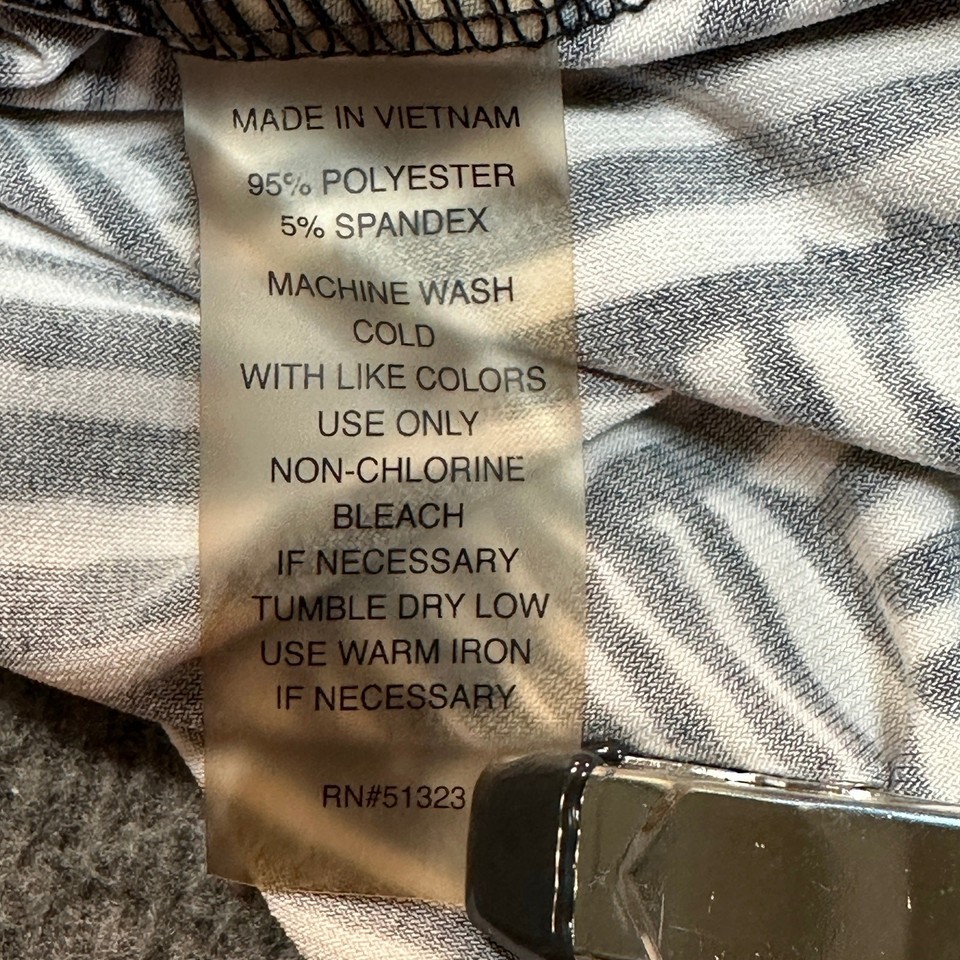 MADE IN VIETNAM
95% POLYESTER
5% SPANDEX
MACHINE WASH
COLD
WITH LIKE COLORS
USE ONLY
NON-CHLORINE
BLEACH
IF NECESSARY
TUMBLE DRY LOW
USE WARM IRON
IF NECESSARY
RN#51323